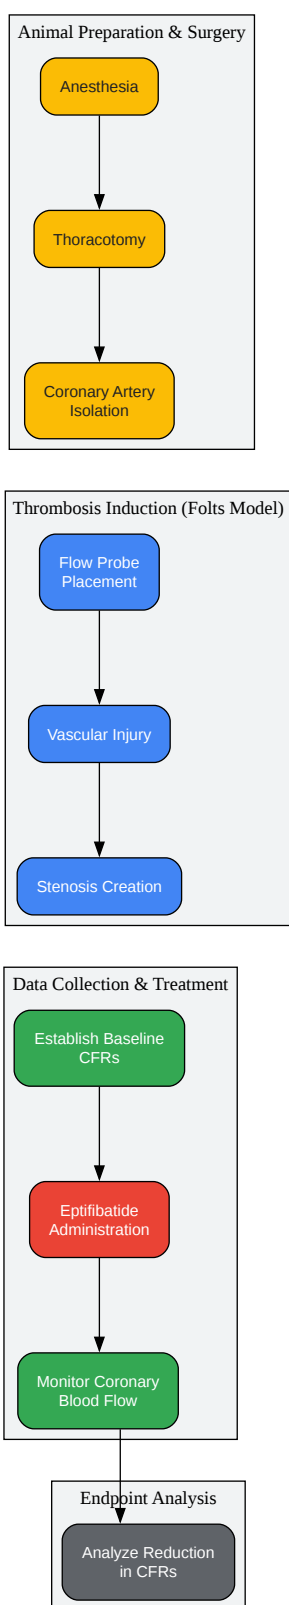 Animal Preparation & Surgery
Anesthesia
Thoracotomy
Coronary Artery
Isolation
Thrombosis Induction (Folts Model)
Flow Probe
Placement
Vascular Injury
Stenosis Creation
Data Collection & Treatment
Establish Baseline
CFRs
Eptifibatide
Administration
Monitor Coronary
Blood Flow
Endpoint Analysis
Analyze Reduction
in CFRs